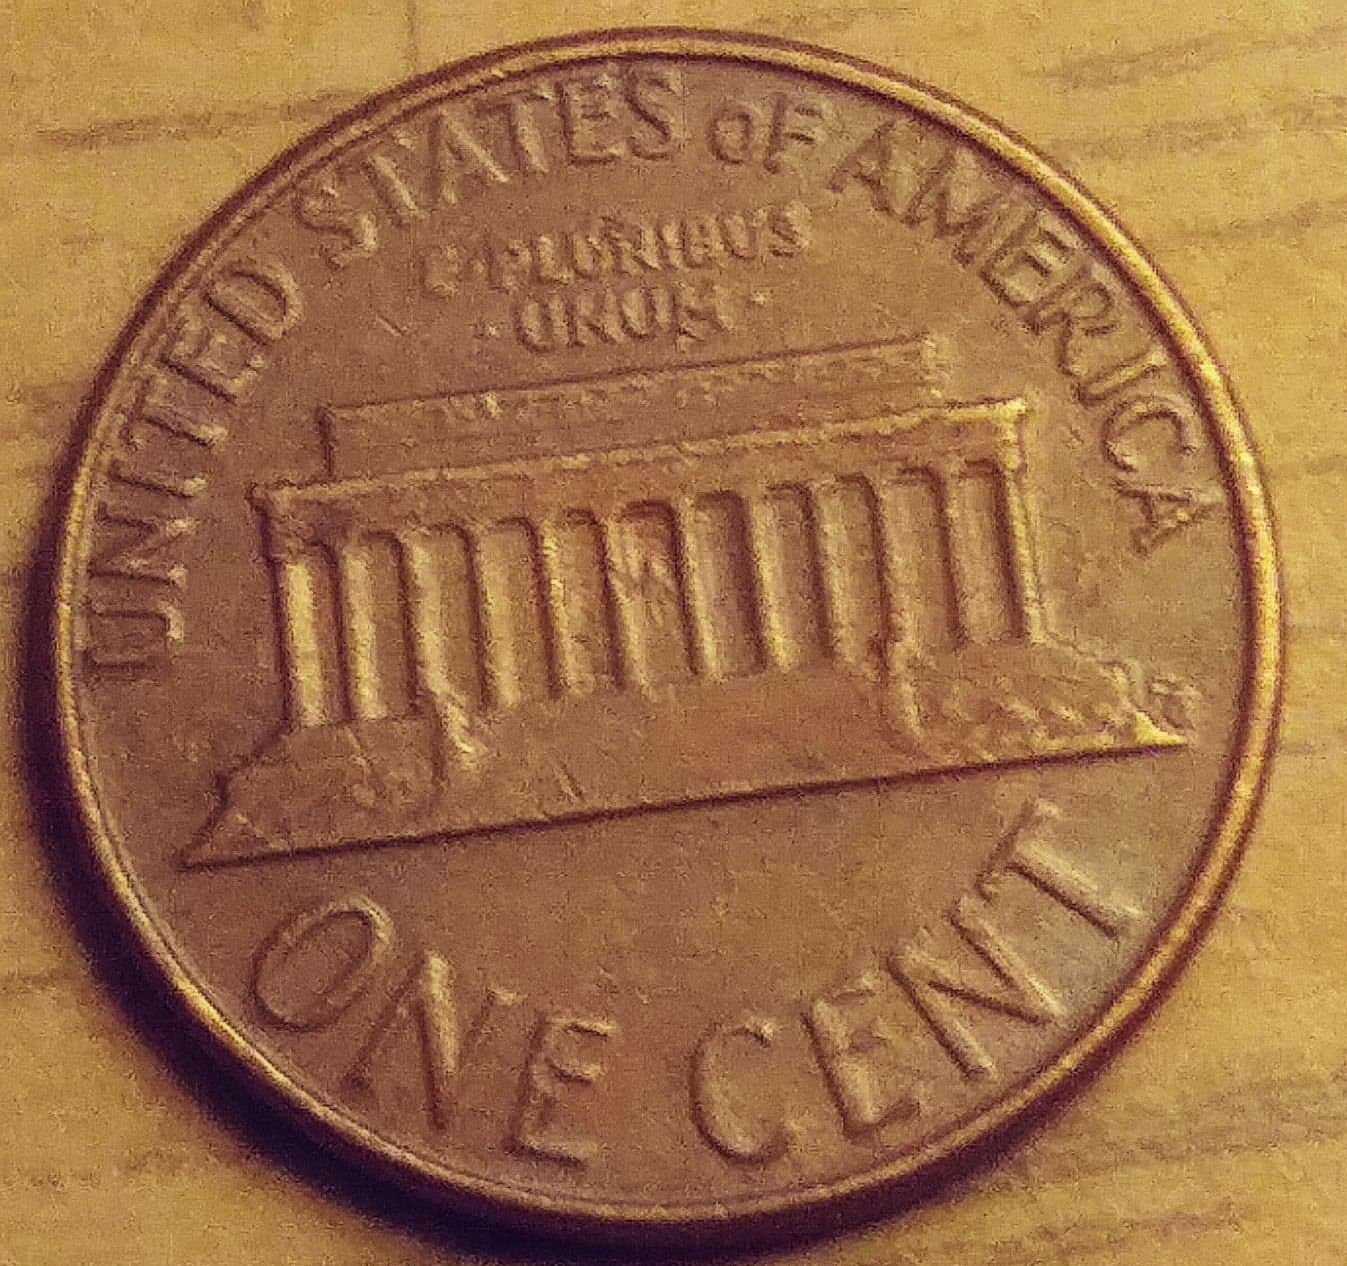 UNITED STATES OF AMERICA
E·PLURIBUS
·UNUM·
ONE CENT